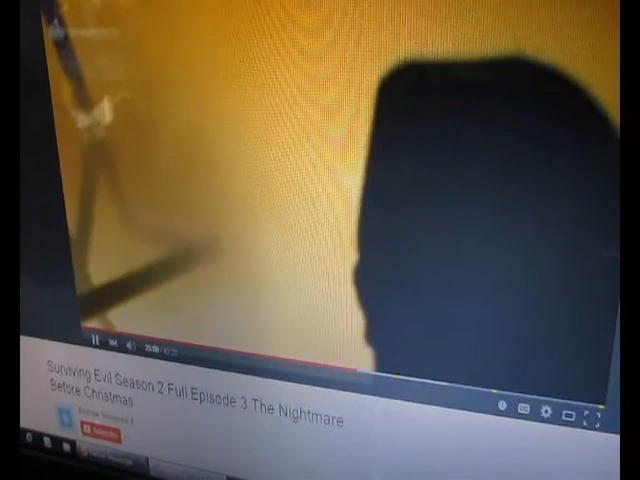 Surviving Evil Season 2 Full Episode 3 The Nightmare
Before Christmas
Subscribe